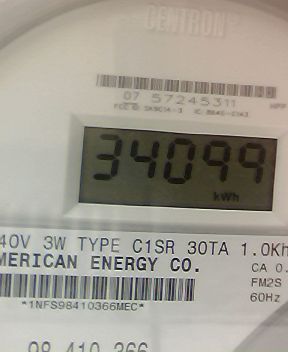 CENTRON®
07 57245311
34099
kWh
40V 3W TYPE C1SR 30TA 1.0Kh
MERICAN ENERGY CO.
CA 0.
FM2S
60Hz
*1NFS98410366MEC*
98 410 366